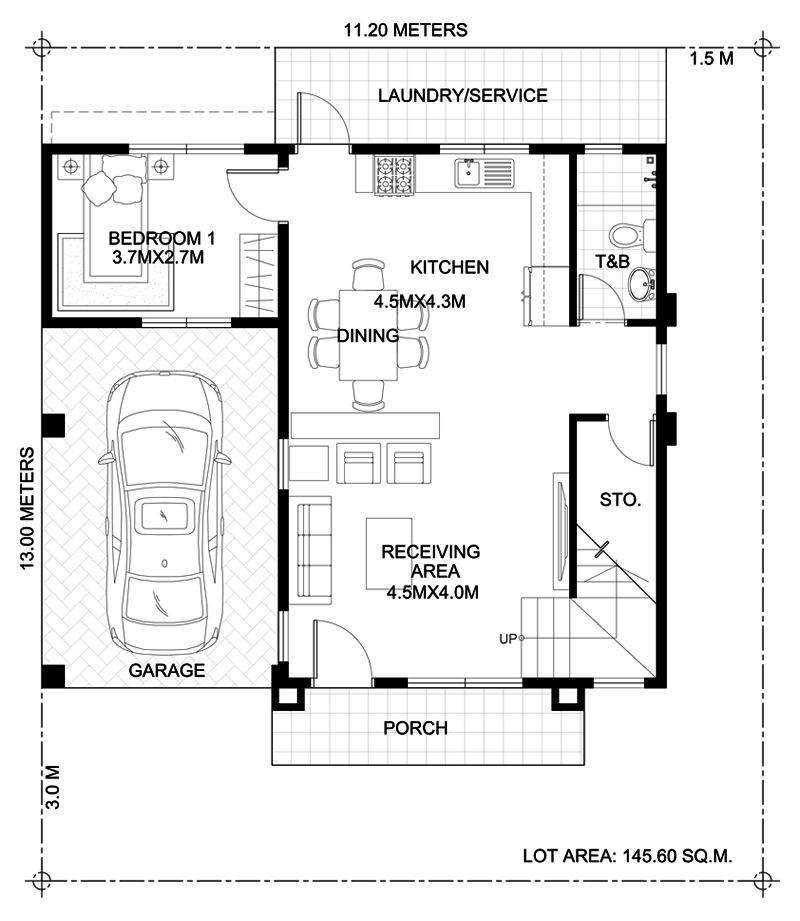 11.20 METERS
1.5 M
LAUNDRY/SERVICE
BEDROOM 1
3.7MX2.7M
T&B
KITCHEN
4.5MX4.3M
DINING
13.00 METERS
STO.
RECEIVING
AREA
4.5MX4.0M
UP
GARAGE
PORCH
3.0 M
LOT AREA: 145.60 SQ.M.